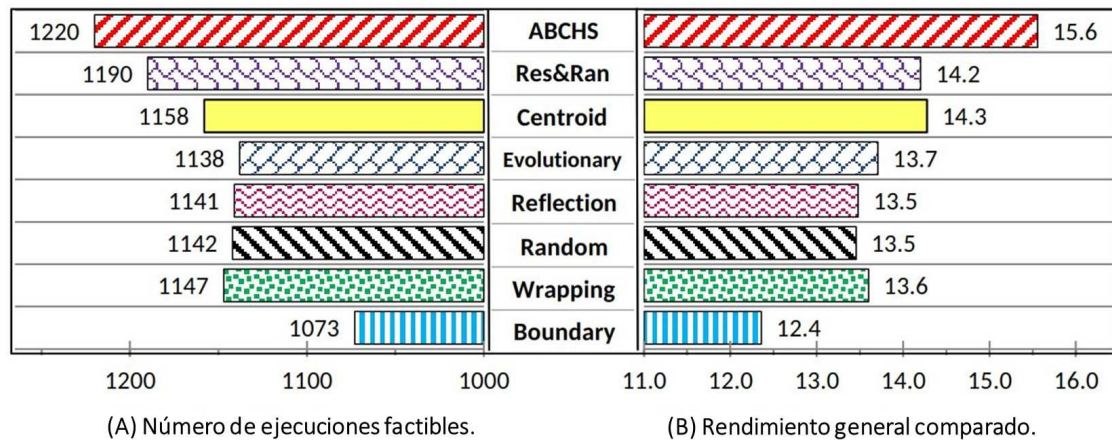 1220 ABCHS 15.6
1190 Res&Ran 14.2
1158 Centroid 14.3
1138 Evolutionary 13.7
1141 Reflection 13.5
1142 Random 13.5
1147 Wrapping 13.6
1073 Boundary 12.4
1200 1100 1000 11.0 12.0 13.0 14.0 15.0 16.0
(A) Número de ejecuciones factibles. (B) Rendimiento general comparado.